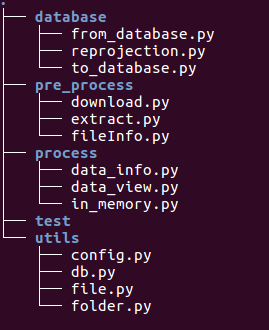 .
database
from_database.py
reprojection.py
to_database.py
pre_process
download.py
extract.py
fileInfo.py
process
data_info.py
data_view.py
in_memory.py
test
utils
config.py
db.py
file.py
folder.py